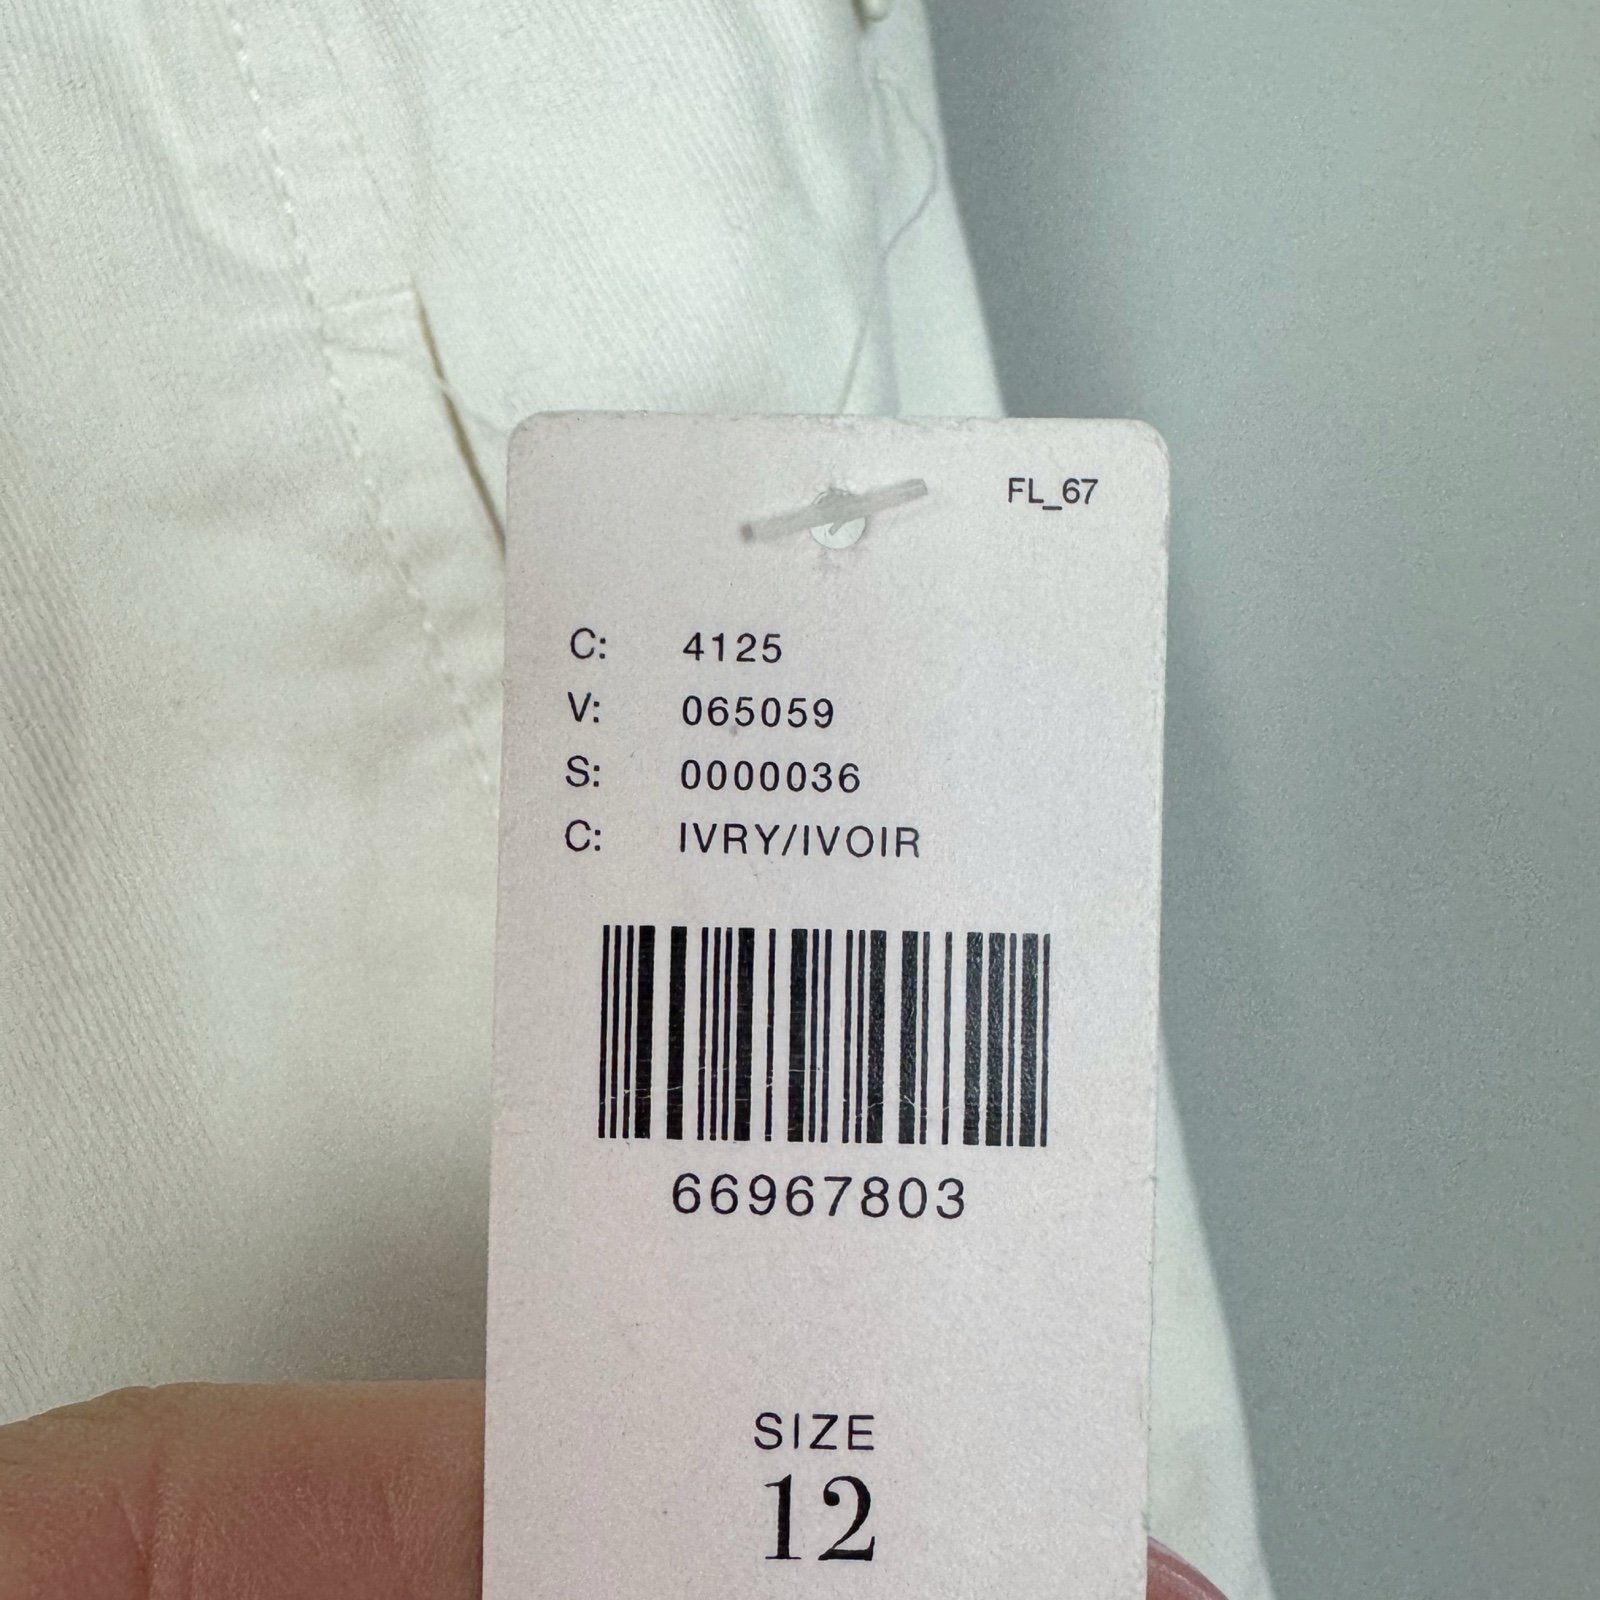 FL_67
C: 4125
V: 065059
S: 0000036
C: IVRY/IVOIR
66967803
SIZE
12